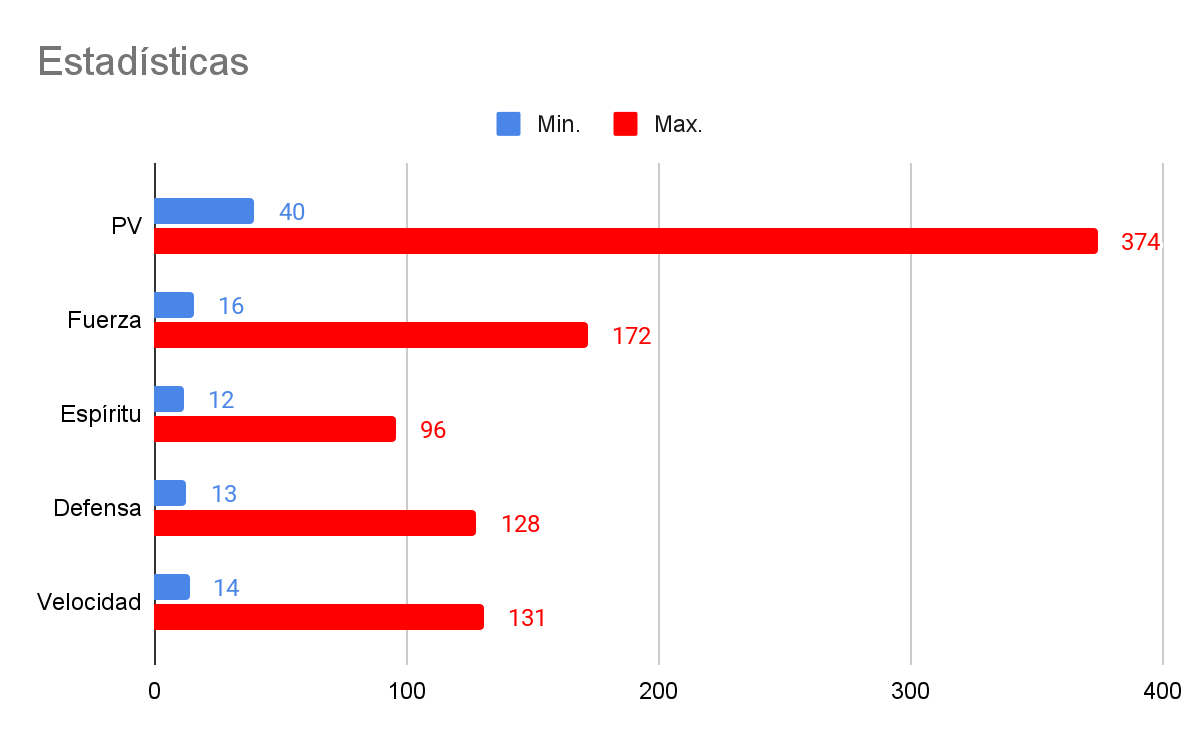 Estadísticas
Min. Max.
PV 40
374
Fuerza 16
172
Espíritu 12
96
Defensa 13
128
Velocidad 14
131
0 100 200 300 400